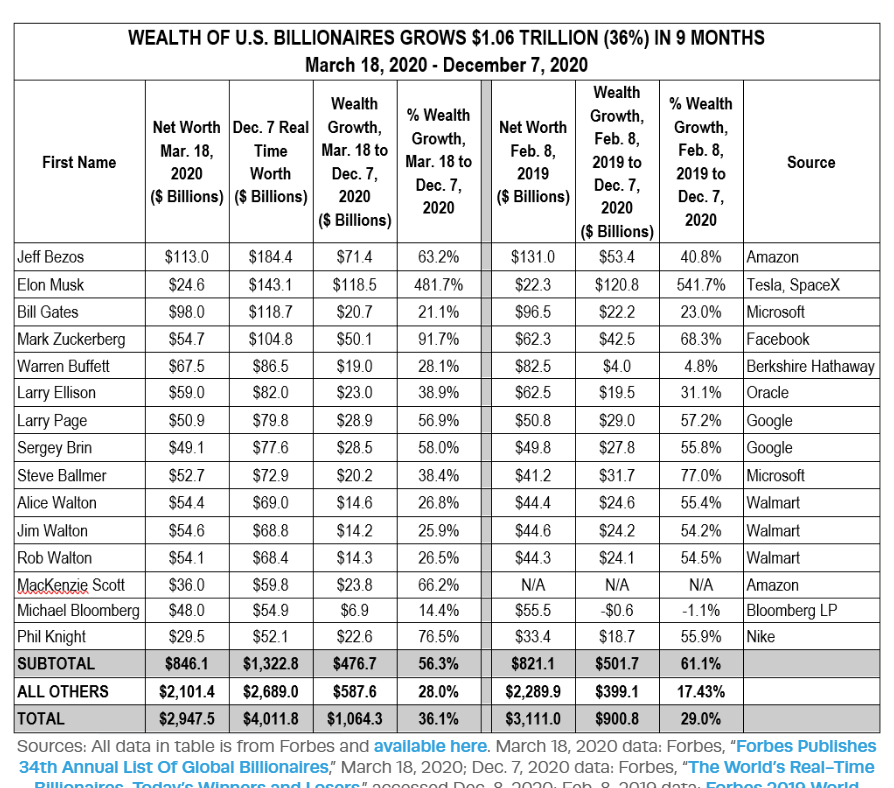 WEALTH OF U.S. BILLIONAIRES GROWS $1.06 TRILLION (36%) IN 9 MONTHS
March 18, 2020 - December 7, 2020
First Name | Net Worth Mar. 18, 2020 ($ Billions) | Dec. 7 Real Time Worth ($ Billions) | Wealth Growth, Mar. 18 to Dec. 7, 2020 ($ Billions) | % Wealth Growth, Mar. 18 to Dec. 7, 2020 | Net Worth Feb. 8, 2019 ($ Billions) | Wealth Growth, Feb. 8, 2019 to Dec. 7, 2020 ($ Billions) | % Wealth Growth, Feb. 8, 2019 to Dec. 7, 2020 | Source
Jeff Bezos $113.0 $184.4 $71.4 63.2% $131.0 $53.4 40.8% Amazon
Elon Musk $24.6 $143.1 $118.5 481.7% $22.3 $120.8 541.7% Tesla, SpaceX
Bill Gates $98.0 $118.7 $20.7 21.1% $96.5 $22.2 23.0% Microsoft
Mark Zuckerberg $54.7 $104.8 $50.1 91.7% $62.3 $42.5 68.3% Facebook
Warren Buffett $67.5 $86.5 $19.0 28.1% $82.5 $4.0 4.8% Berkshire Hathaway
Larry Ellison $59.0 $82.0 $23.0 38.9% $62.5 $19.5 31.1% Oracle
Larry Page $50.9 $79.8 $28.9 56.9% $50.8 $29.0 57.2% Google
Sergey Brin $49.1 $77.6 $28.5 58.0% $49.8 $27.8 55.8% Google
Steve Ballmer $52.7 $72.9 $20.2 38.4% $41.2 $31.7 77.0% Microsoft
Alice Walton $54.4 $69.0 $14.6 26.8% $44.4 $24.6 55.4% Walmart
Jim Walton $54.6 $68.8 $14.2 25.9% $44.6 $24.2 54.2% Walmart
Rob Walton $54.1 $68.4 $14.3 26.5% $44.3 $24.1 54.5% Walmart
MacKenzie Scott $36.0 $59.8 $23.8 66.2% N/A N/A N/A Amazon
Michael Bloomberg $48.0 $54.9 $6.9 14.4% $55.5 -$0.6 -1.1% Bloomberg LP
Phil Knight $29.5 $52.1 $22.6 76.5% $33.4 $18.7 55.9% Nike
SUBTOTAL $846.1 $1,322.8 $476.7 56.3% $821.1 $501.7 61.1%
ALL OTHERS $2,101.4 $2,689.0 $587.6 28.0% $2,289.9 $399.1 17.43%
TOTAL $2,947.5 $4,011.8 $1,064.3 36.1% $3,111.0 $900.8 29.0%
Sources: All data in table is from Forbes and available here. March 18, 2020 data: Forbes, “Forbes Publishes
34th Annual List Of Global Billionaires,” March 18, 2020; Dec. 7, 2020 data: Forbes, “The World’s Real-Time
Billionaires, Today’s Winners and Losers,” accessed Dec. 8, 2020; Feb. 8, 2019 data: Forbes 2019 World